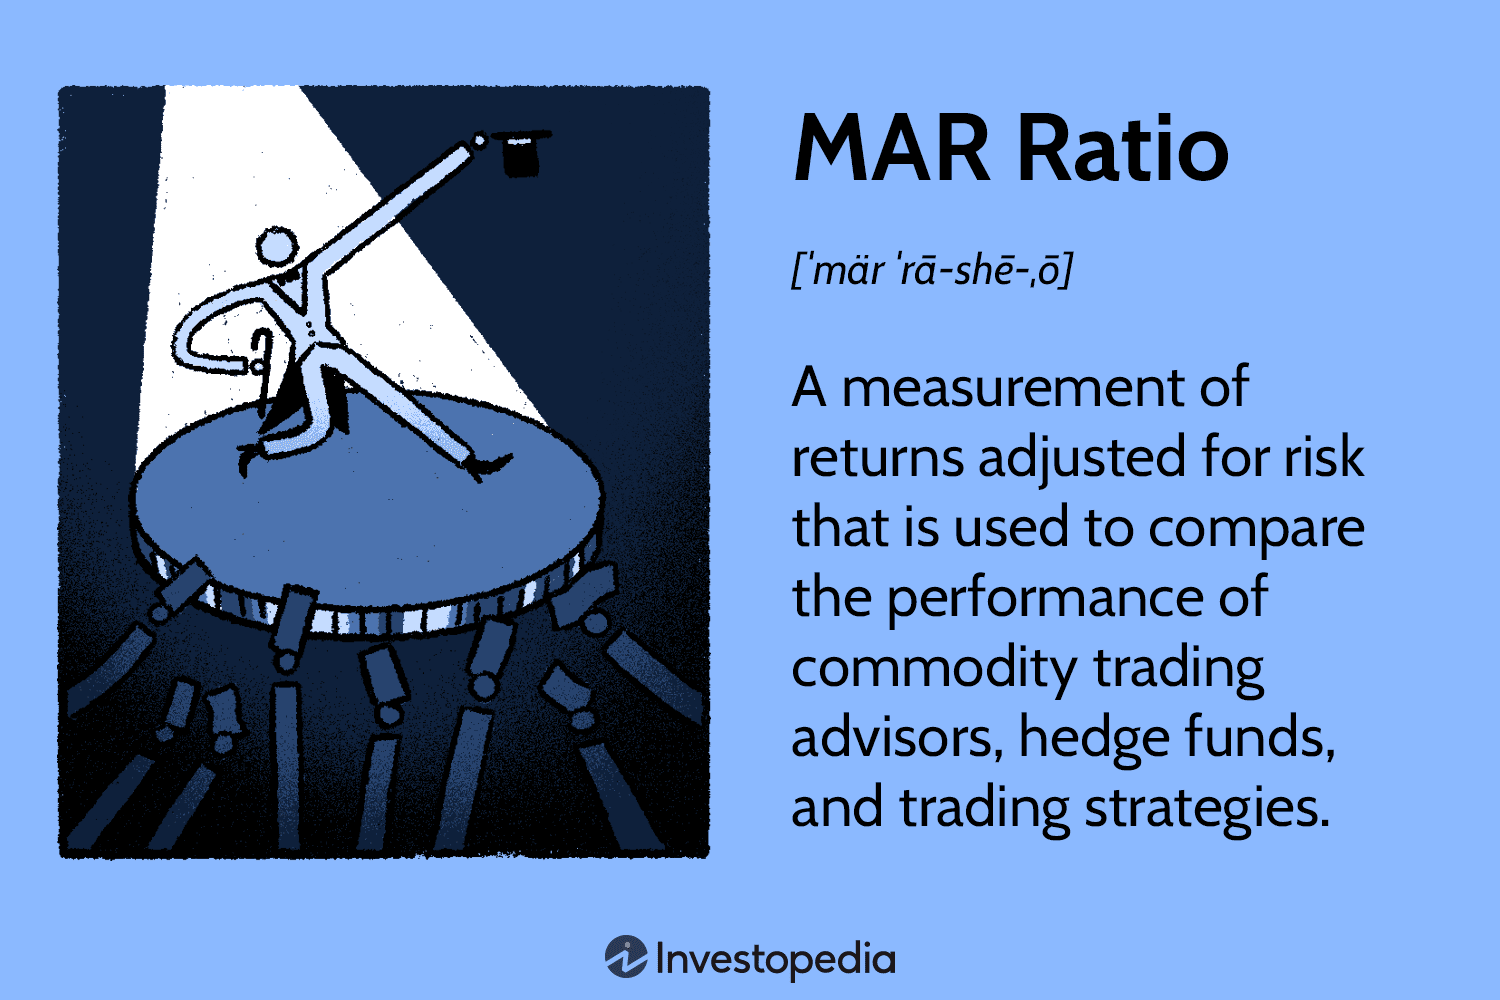 MAR Ratio
[ˈmär ˈrā-shē-ˌō]
A measurement of
returns adjusted for risk
that is used to compare
the performance of
commodity trading
advisors, hedge funds,
and trading strategies.
Investopedia